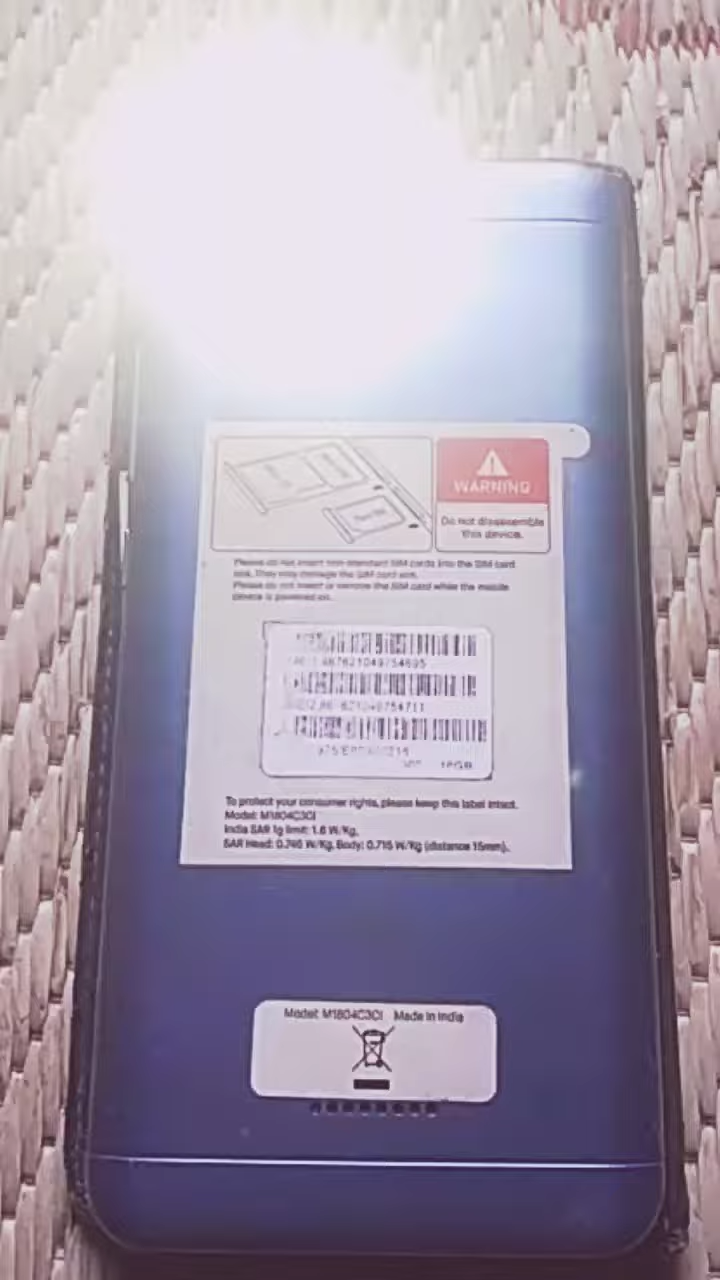 WARNING
Do not disassemble
this device.
Please do not insert non-standard SIM cards into the SIM card
slot. They may damage the SIM card slot.
Please do not insert or remove the SIM card while the mobile
device is powered on.
To protect your consumer rights, please keep this label intact.
Model: M1804C3CI
India SAR 1g limit: 1.6 W/Kg,
SAR Head: 0.746 W/Kg, Body: 0.715 W/Kg (distance 15mm).
Model: M1804C3CI Made in India